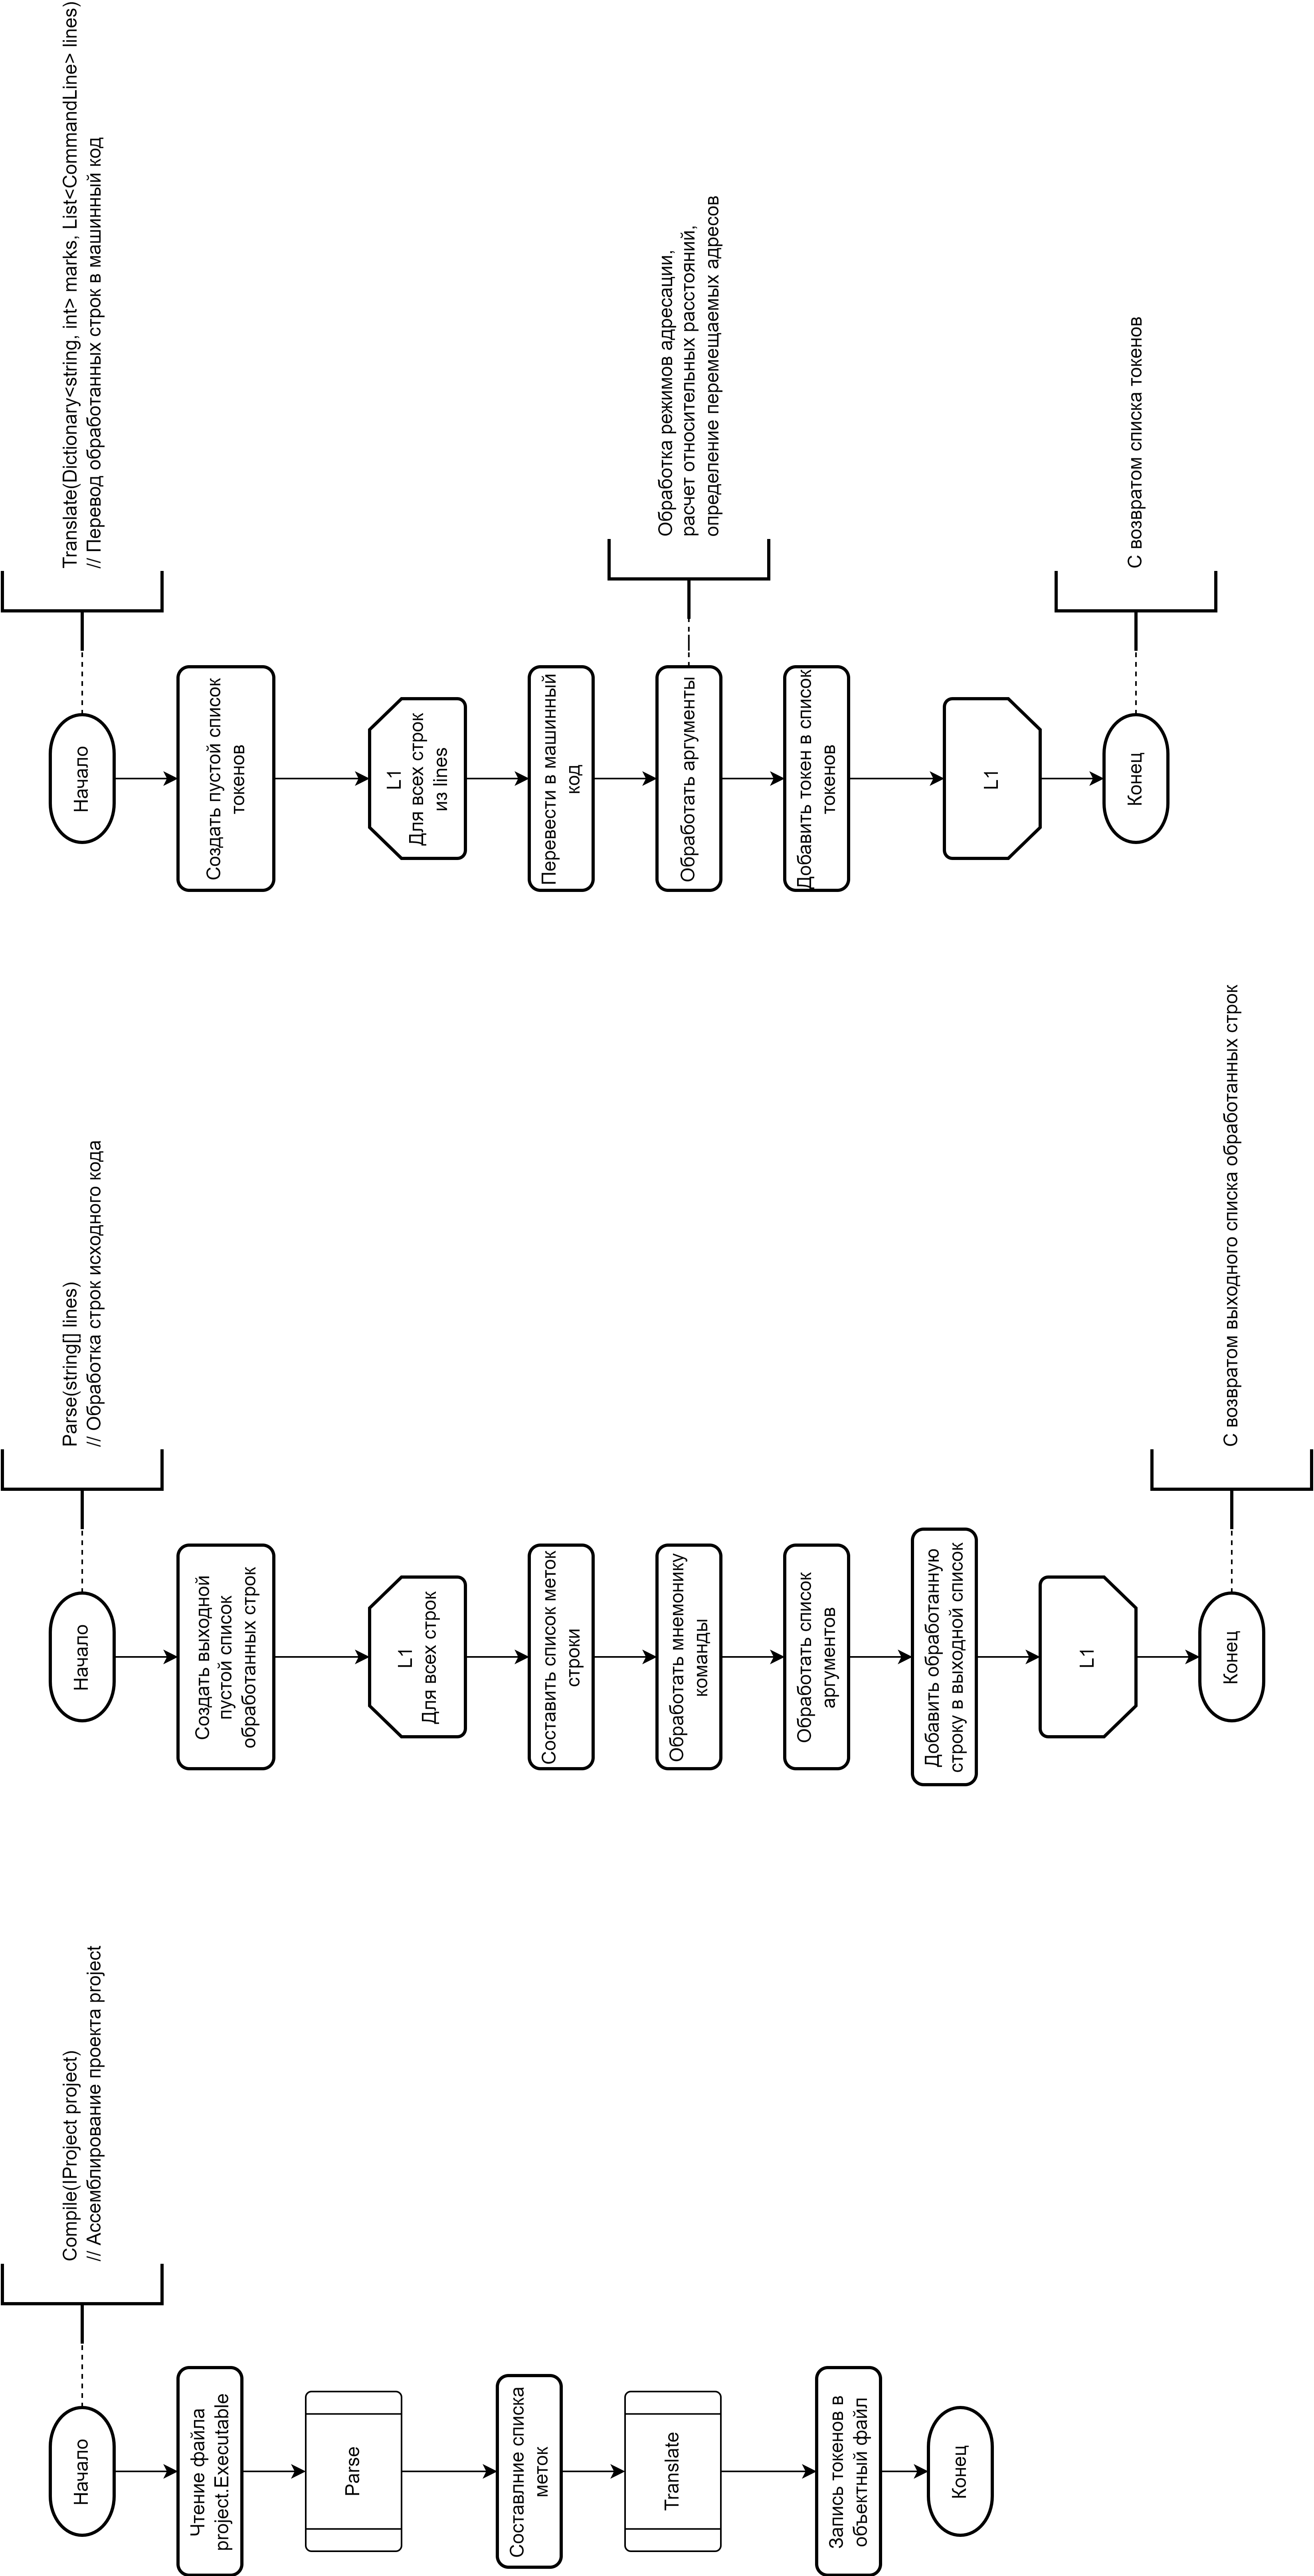 Compile(IProject project)
// Ассемблирование проекта project
Начало
Чтение файла
project.Executable
Parse
Составлние списка
меток
Translate
Запись токенов в
объектный файл
Конец
Parse(string[] lines)
// Обработка строк исходного кода
Начало
Создать выходной
пустой список
обработанных строк
L1
Для всех строк
Составить список меток
строки
Обработать мнемонику
команды
Обработать список
аргументов
Добавить обработанную
строку в выходной список
L1
Конец
С возвратом выходного списка обработанных строк
Translate(Dictionary<string, int> marks, List<CommandLine> lines)
// Перевод обработанных строк в машинный код
Начало
Создать пустой список
токенов
L1
Для всех строк
из lines
Перевести в машинный
код
Обработать аргументы
Обработка режимов адресации,
расчет относительных расстояний,
определение перемещаемых адресов
Добавить токен в список
токенов
L1
Конец
С возвратом списка токенов